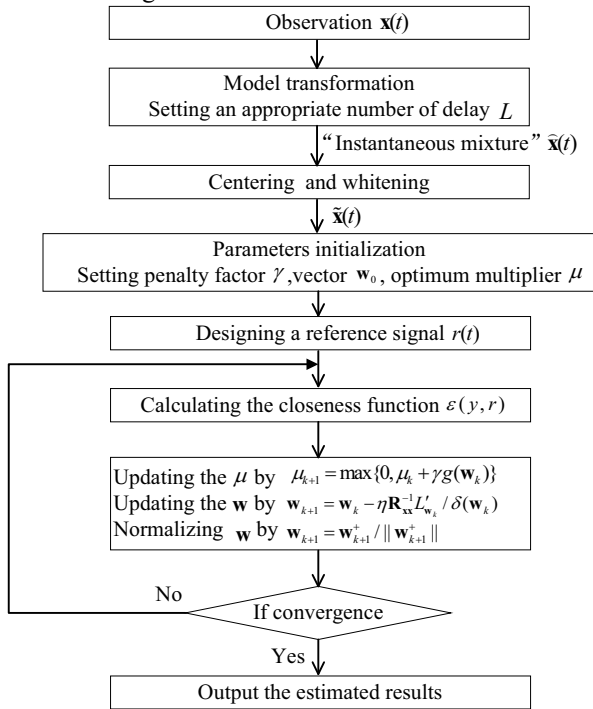 Observation x(t)
Model transformation
Setting an appropriate number of delay L
“Instantaneous mixture” x̂(t)
Centering and whitening
x̃(t)
Parameters initialization
Setting penalty factor γ ,vector w₀ , optimum multiplier μ
Designing a reference signal r(t)
Calculating the closeness function ε(y, r)
Updating the μ by μₖ₊₁ = max{0, μₖ + γg(wₖ)}
Updating the w by wₖ₊₁ = wₖ − ηRₓₓ⁻¹L′_{wₖ} / δ(wₖ)
Normalizing w by wₖ₊₁ = w⁺ₖ₊₁ / || w⁺ₖ₊₁ ||
If convergence
No
Yes
Output the estimated results